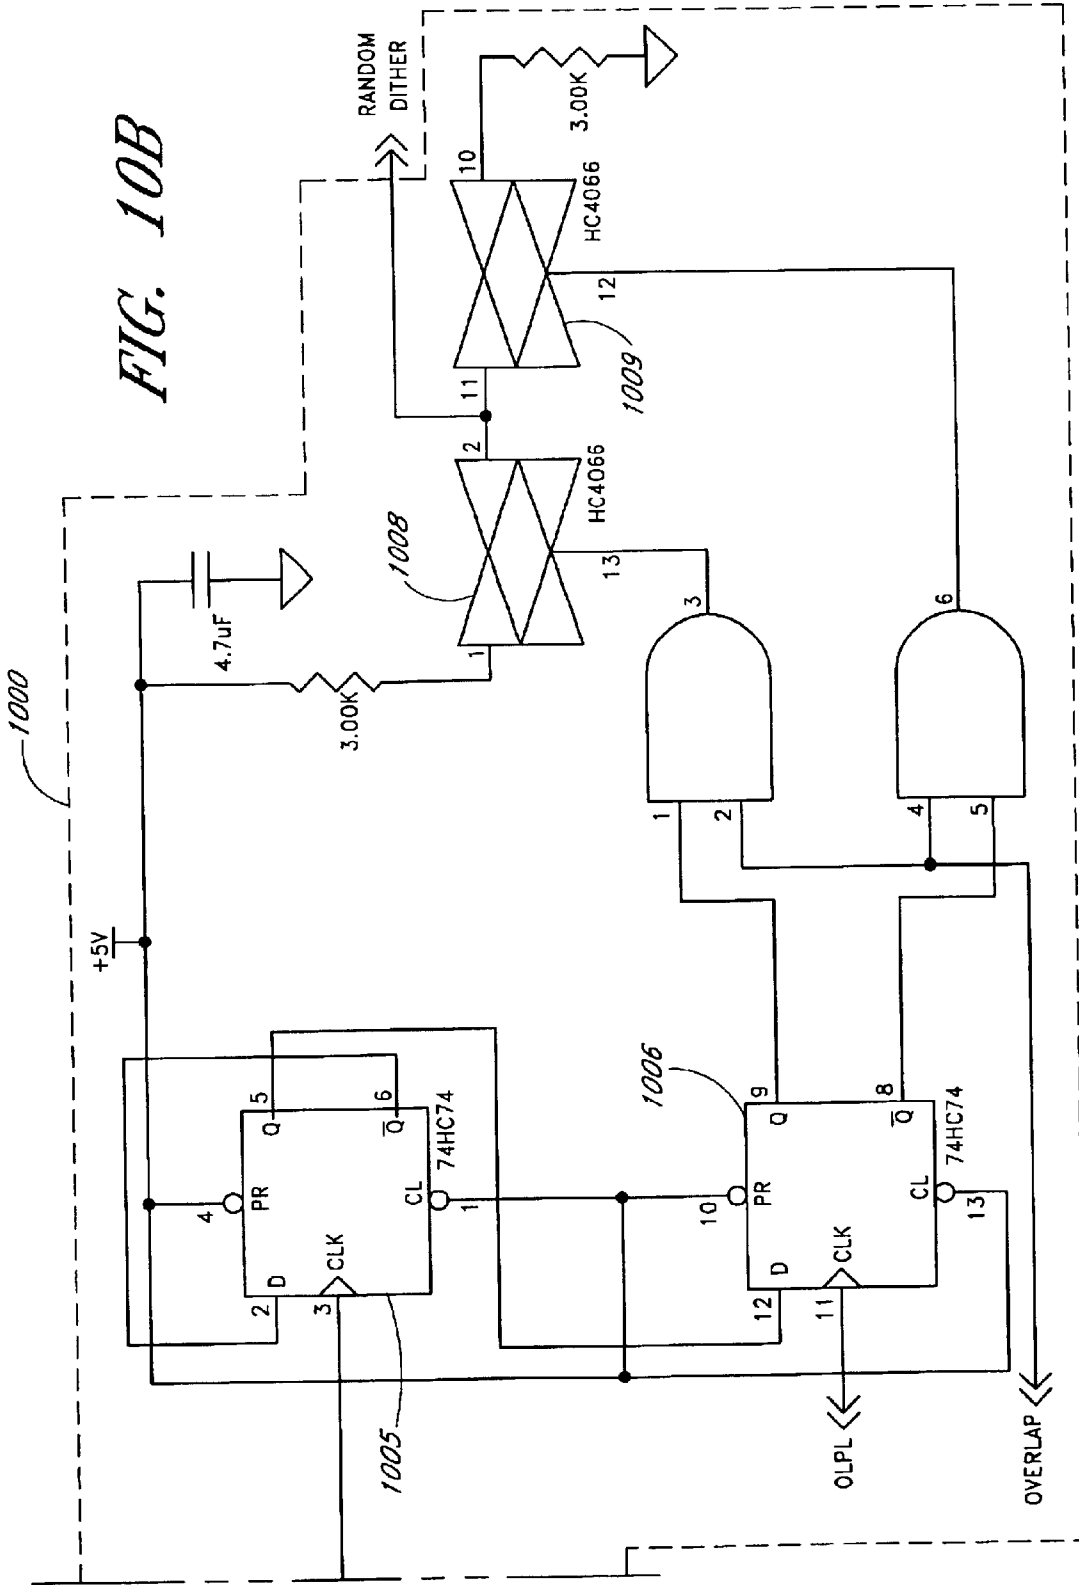 FIG. 10B
1000
+5V
4.7uF
3.00K
RANDOM
DITHER
1008
1
2
13
HC4066
11
10
12
HC4066
1009
3.00K
4
PR
2
D
3
CLK
Q
5
Q̅
6
CL
1
74HC74
1005
1006
10
PR
12
D
11
CLK
Q
9
Q̅
8
CL
13
74HC74
1
2
3
4
5
6
OLPL
OVERLAP